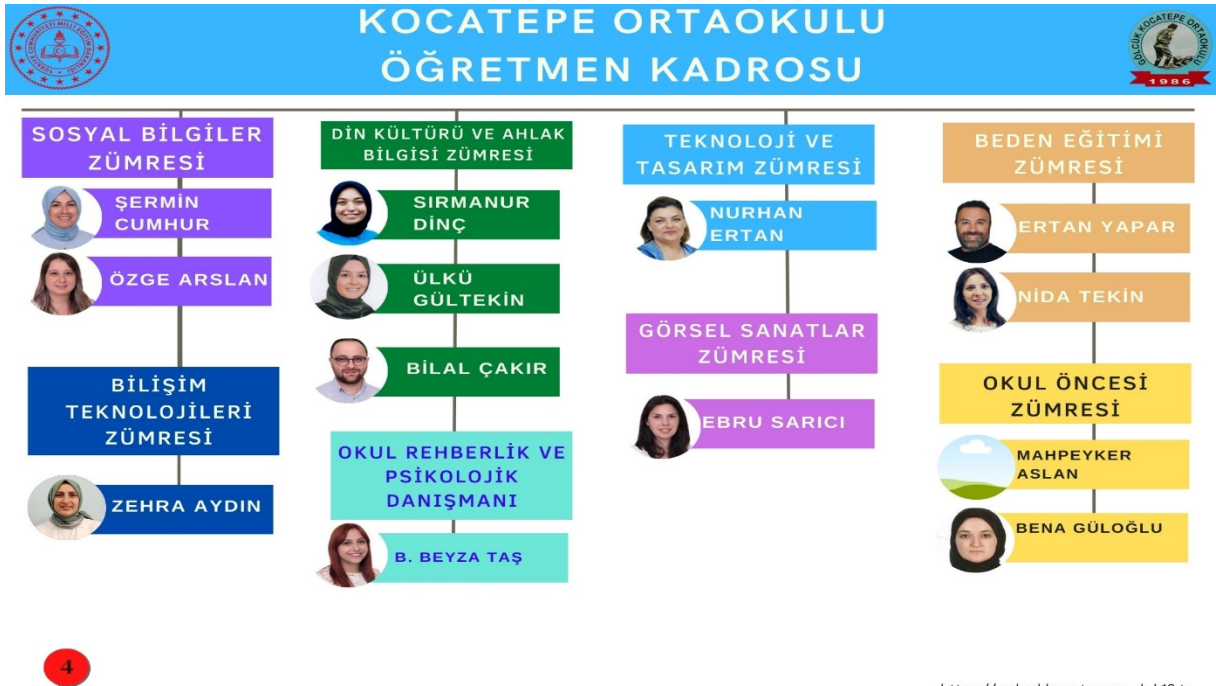 KOCATEPE ORTAOKULU
ÖĞRETMEN KADROSU
GÖLCÜK KOCATEPE ORTAOKULU
1986
SOSYAL BİLGİLER
ZÜMRESİ
ŞERMİN
CUMHUR
ÖZGE ARSLAN
BİLİŞİM
TEKNOLOJİLERİ
ZÜMRESİ
ZEHRA AYDIN
DİN KÜLTÜRÜ VE AHLAK
BİLGİSİ ZÜMRESİ
SIRMANUR
DİNÇ
ÜLKÜ
GÜLTEKİN
BİLAL ÇAKIR
OKUL REHBERLİK VE
PSİKOLOJİK
DANIŞMANI
B. BEYZA TAŞ
TEKNOLOJİ VE
TASARIM ZÜMRESİ
NURHAN
ERTAN
GÖRSEL SANATLAR
ZÜMRESİ
EBRU SARICI
BEDEN EĞİTİMİ
ZÜMRESİ
ERTAN YAPAR
NİDA TEKİN
OKUL ÖNCESİ
ZÜMRESİ
MAHPEYKER
ASLAN
BENA GÜLOĞLU
4